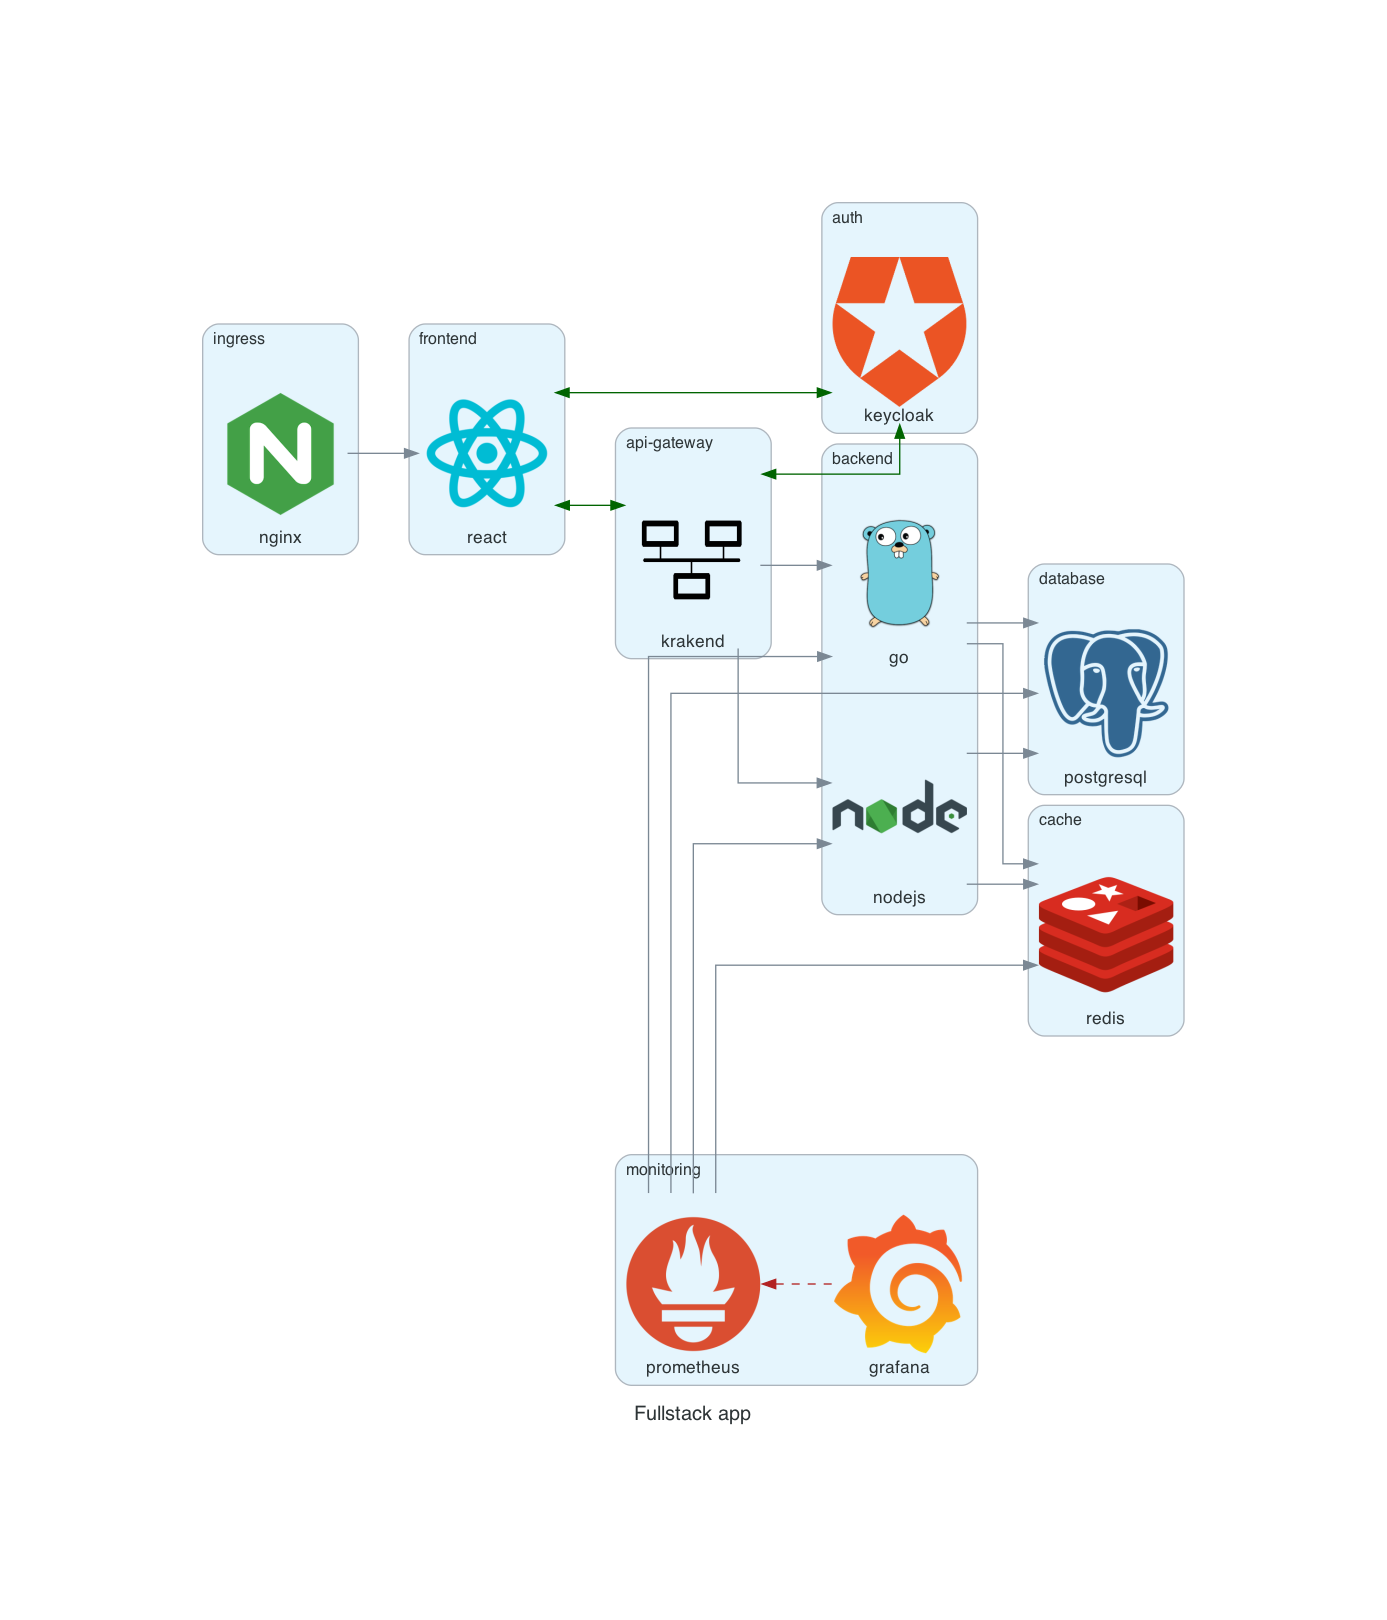 auth
keycloak
ingress
nginx
frontend
react
api-gateway
krakend
backend
go
node
nodejs
database
postgresql
cache
redis
monitoring
prometheus
grafana
Fullstack app